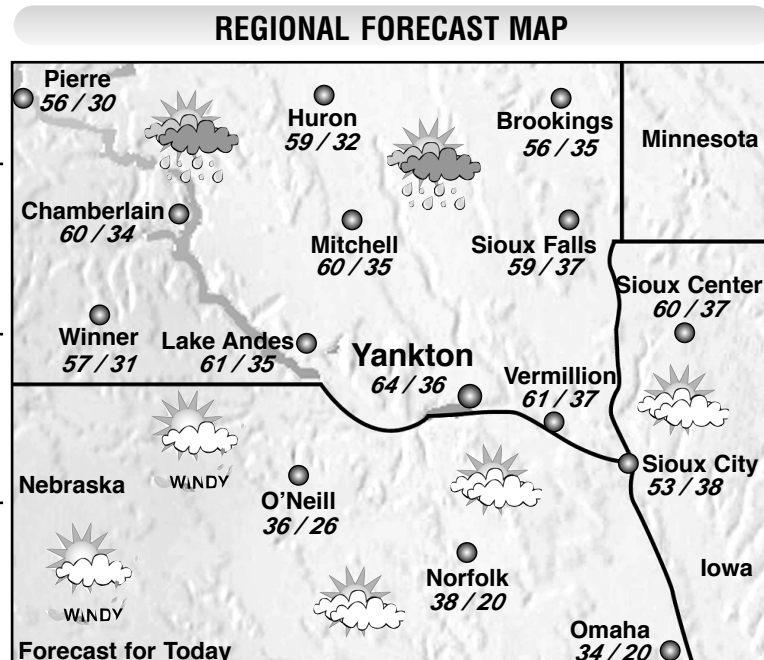 REGIONAL FORECAST MAP
Pierre
56 / 30
Huron
59 / 32
Brookings
56 / 35
Minnesota
Chamberlain
60 / 34
Mitchell
60 / 35
Sioux Falls
59 / 37
Sioux Center
60 / 37
Winner
57 / 31
Lake Andes
61 / 35
Yankton
64 / 36
Vermillion
61 / 37
WINDY
Nebraska
O'Neill
36 / 26
Sioux City
53 / 38
WINDY
Norfolk
38 / 20
Iowa
Omaha
34 / 20
Forecast for Today